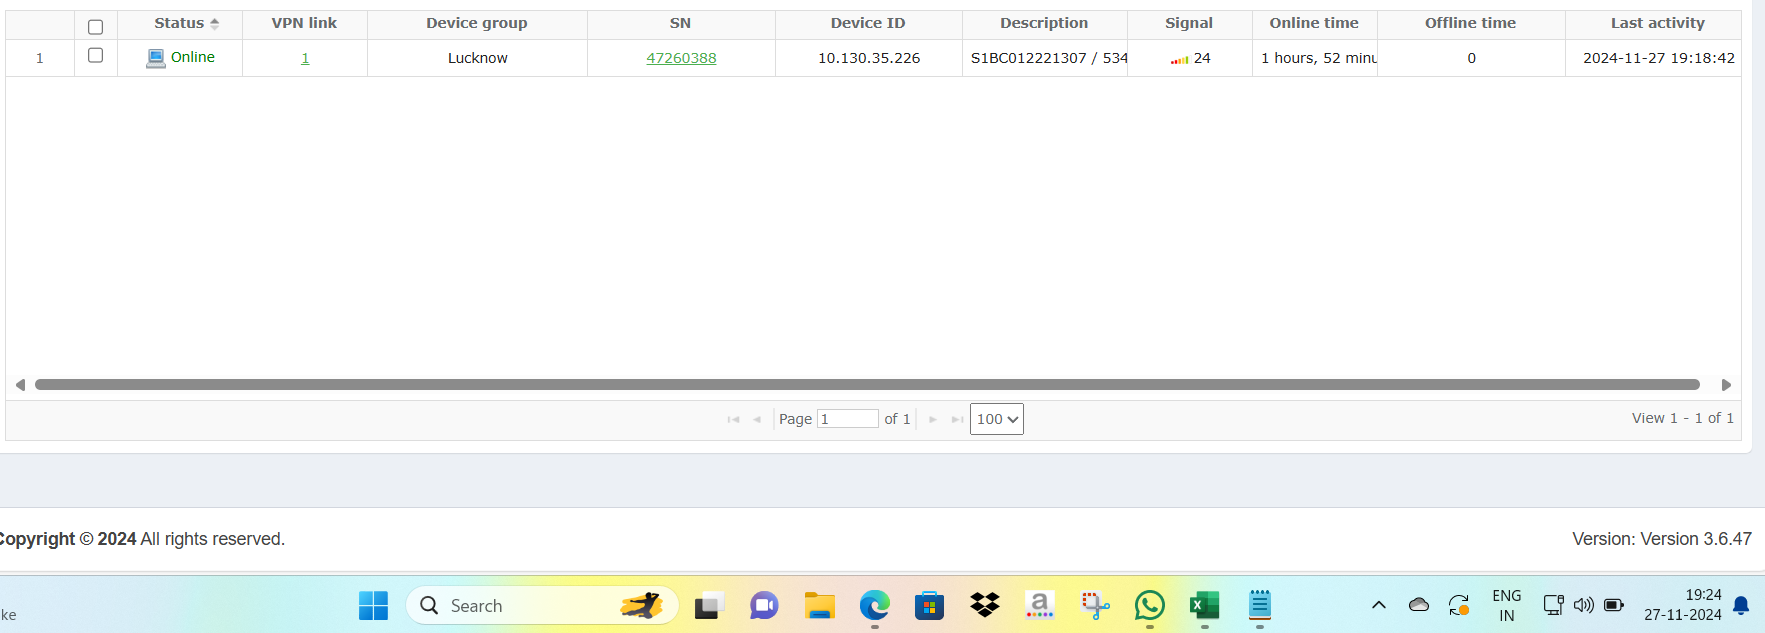 Status VPN link Device group SN Device ID Description Signal Online time Offline time Last activity
1 Online 1 Lucknow 47260388 10.130.35.226 S1BC012221307 / 534 24 1 hours, 52 minu 0 2024-11-27 19:18:42
Page 1 of 1 100 View 1 - 1 of 1
Copyright © 2024 All rights reserved. Version: Version 3.6.47
ke Search a X ENG 19:24
IN 27-11-2024